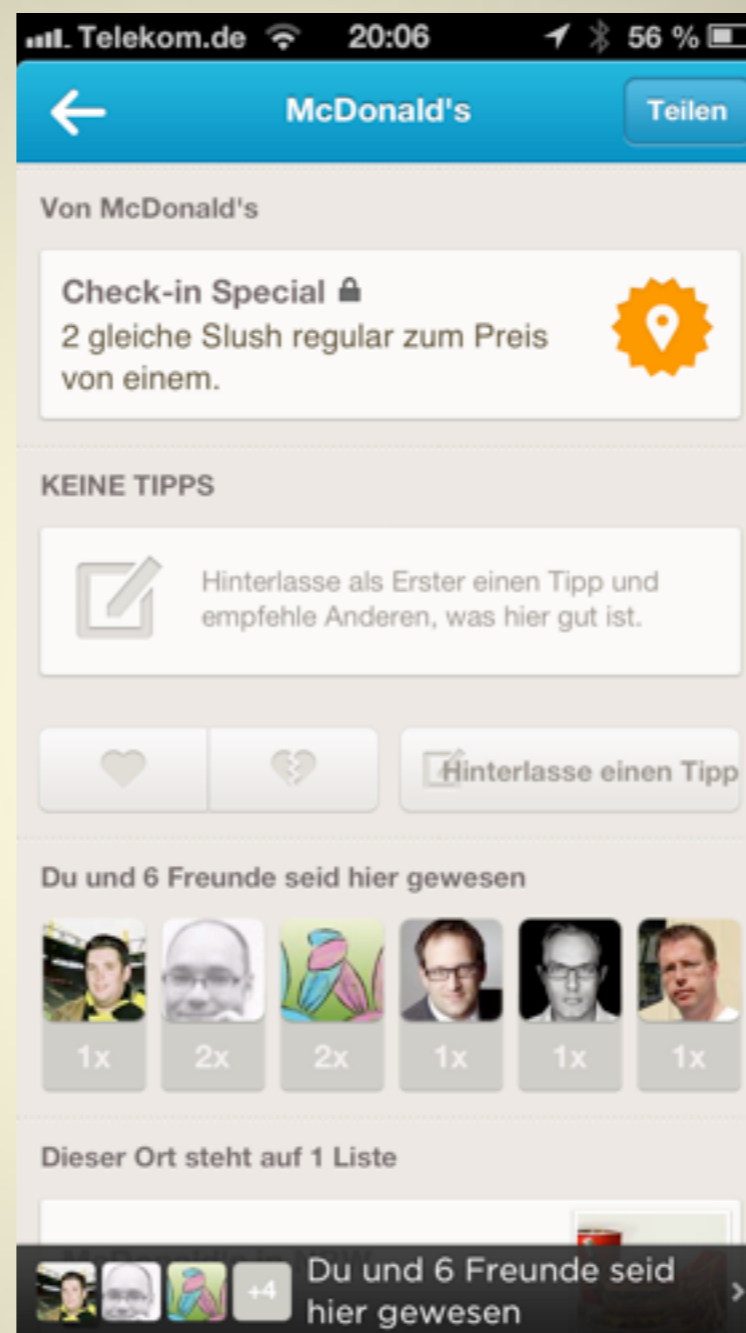 Telekom.de 20:06 56 %
McDonald's Teilen
Von McDonald's
Check-in Special
2 gleiche Slush regular zum Preis
von einem.
KEINE TIPPS
Hinterlasse als Erster einen Tipp und
empfehle Anderen, was hier gut ist.
Hinterlasse einen Tipp
Du und 6 Freunde seid hier gewesen
1x 2x 2x 1x 1x 1x
Dieser Ort steht auf 1 Liste
McDonald's in NRW
+4 Du und 6 Freunde seid
hier gewesen